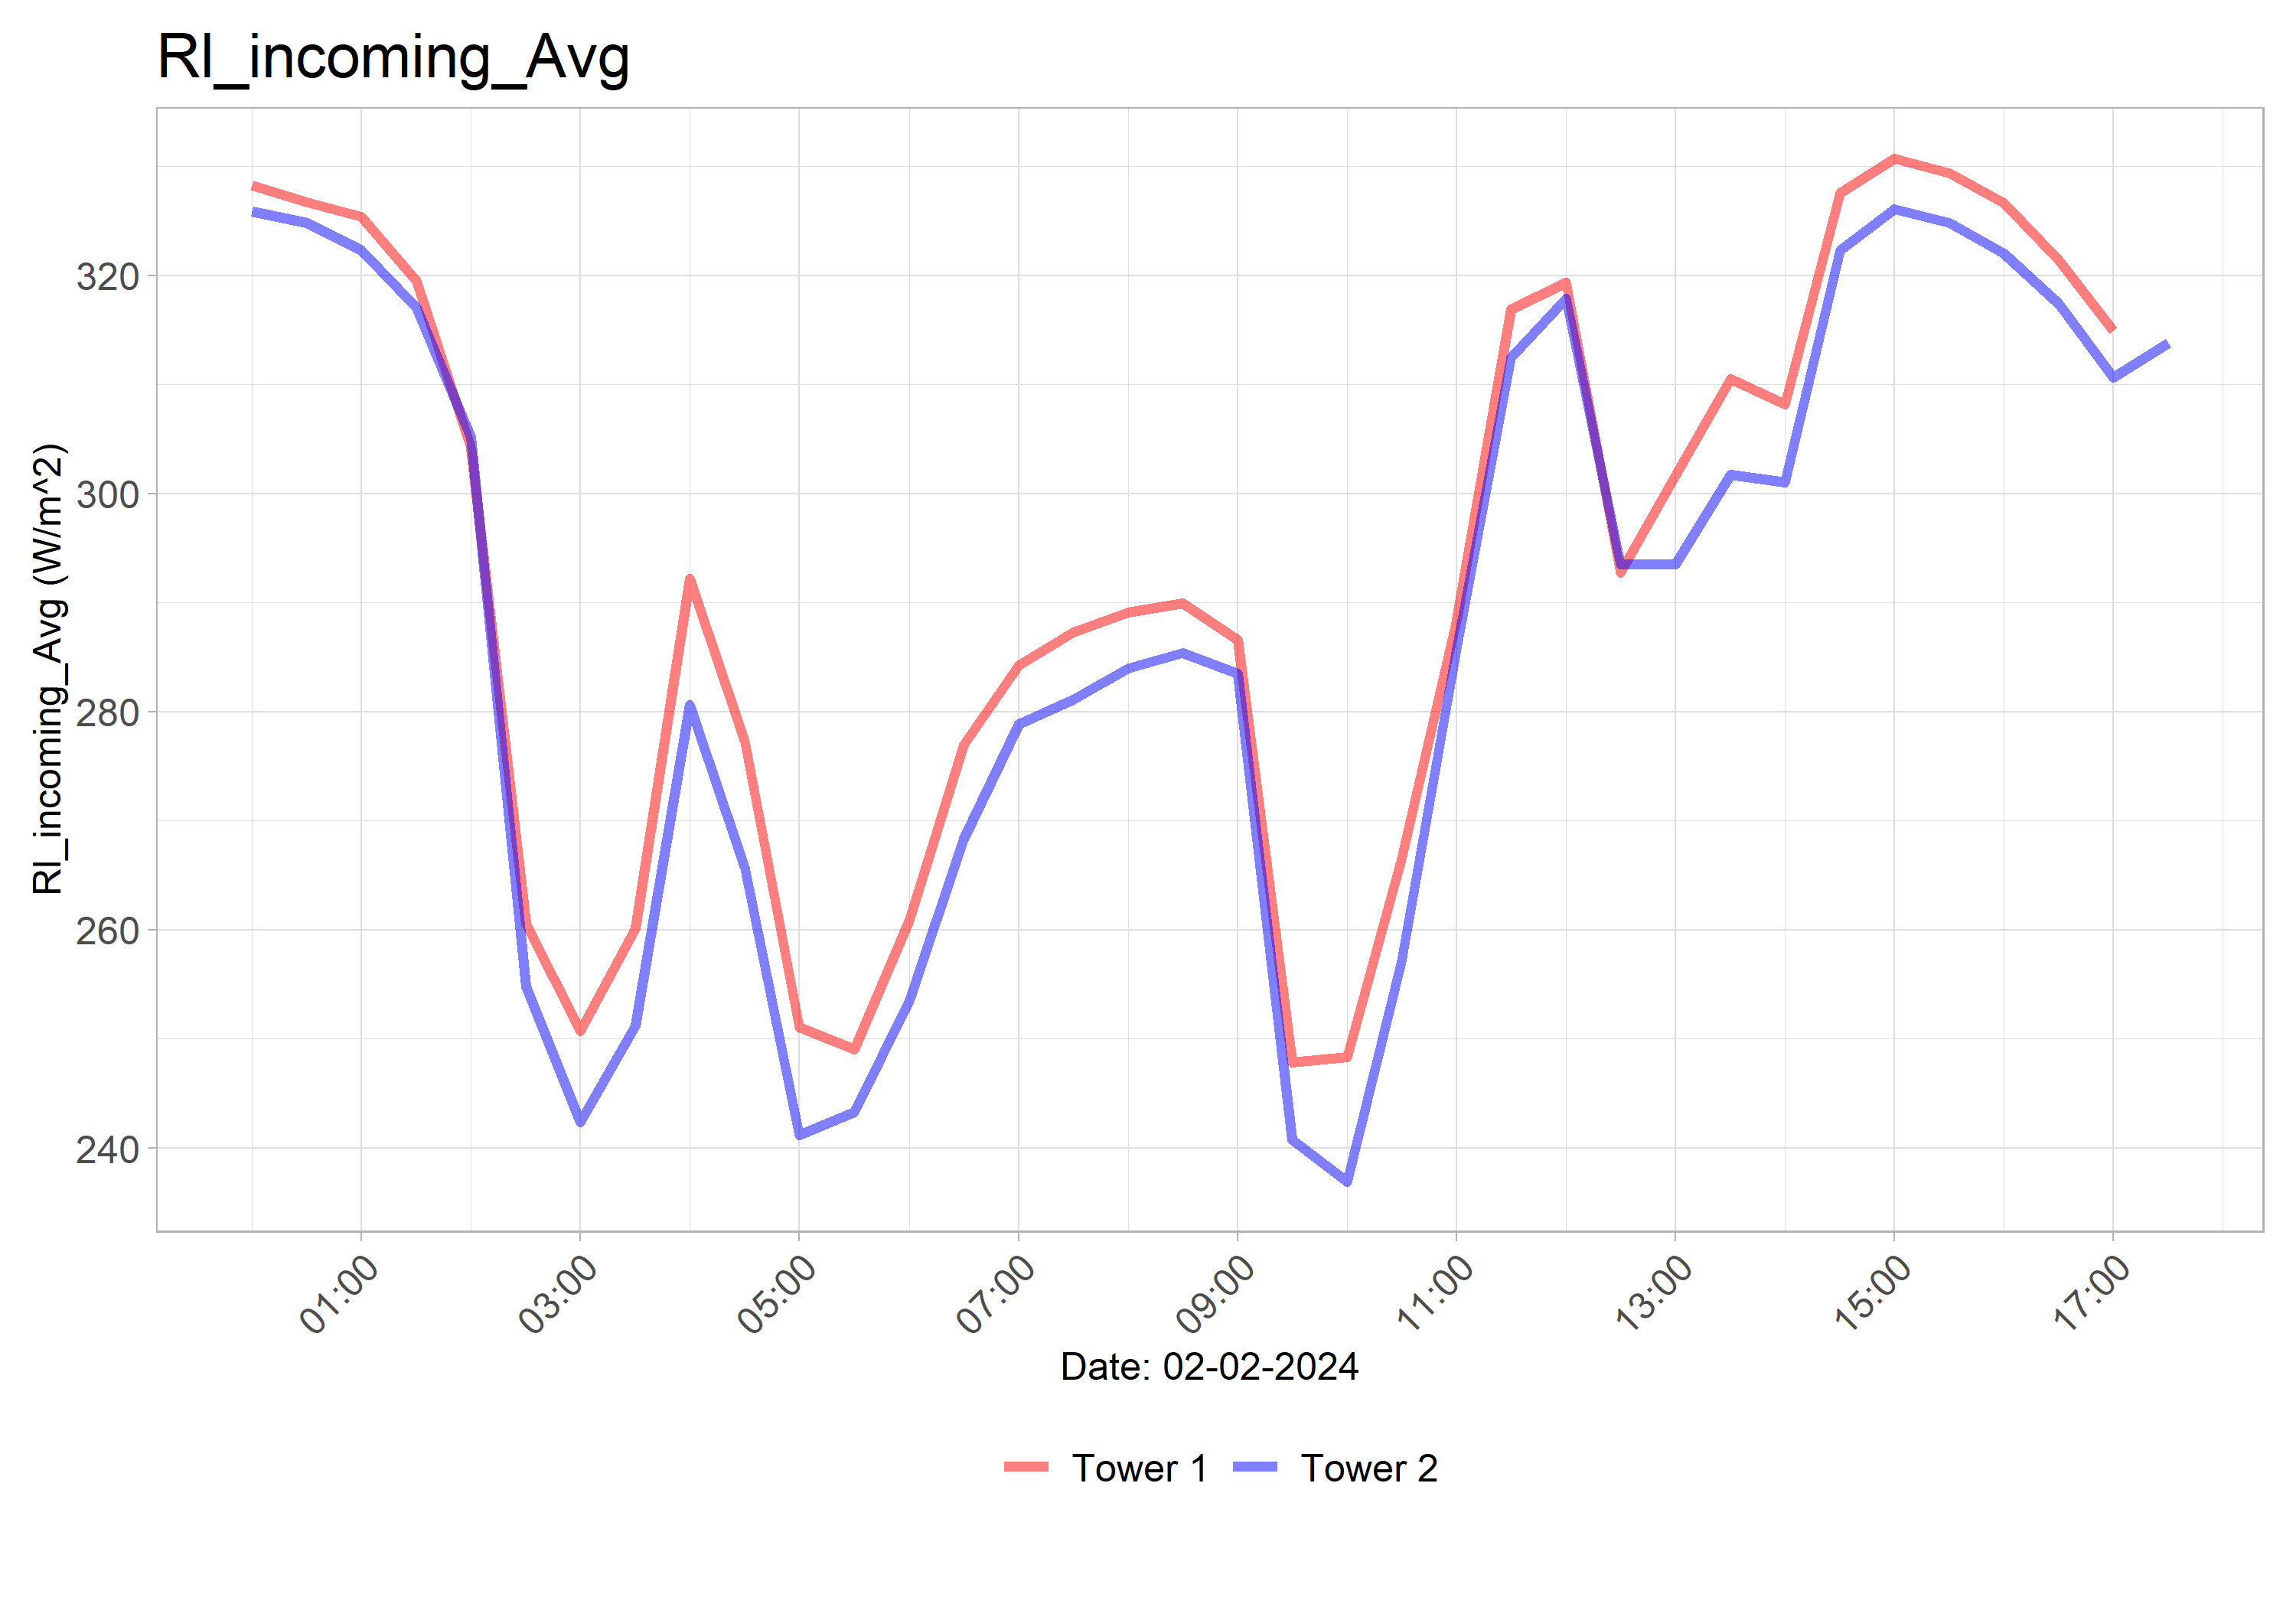 Rl_incoming_Avg
Rl_incoming_Avg (W/m^2)
320
300
280
260
240
01:00 03:00 05:00 07:00 09:00 11:00 13:00 15:00 17:00
Date: 02-02-2024
Tower 1 Tower 2